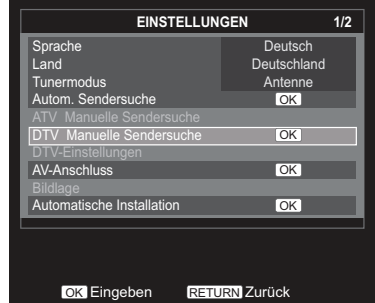 EINSTELLUNGEN 1/2
Sprache Deutsch
Land Deutschland
Tunermodus Antenne
Autom. Sendersuche OK
ATV Manuelle Sendersuche
DTV Manuelle Sendersuche OK
DTV-Einstellungen
AV-Anschluss OK
Bildlage
Automatische Installation OK
OK Eingeben RETURN Zurück